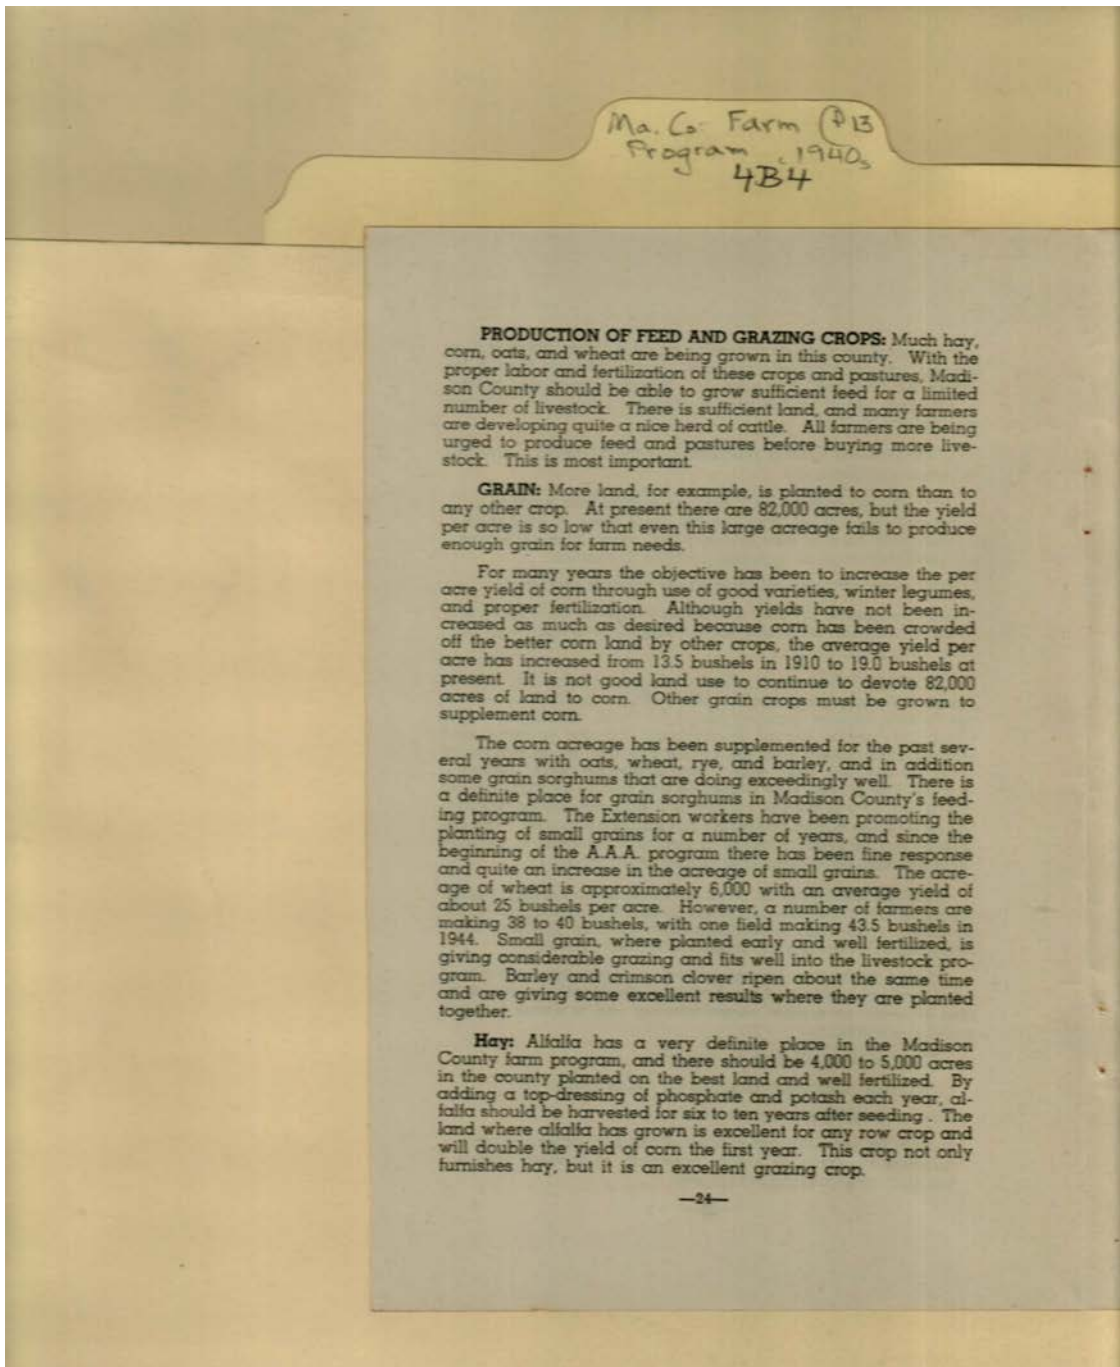 Ma. Co. Farm P 13
Program, 1940s
4B4
PRODUCTION OF FEED AND GRAZING CROPS: Much hay,
corn, oats, and wheat are being grown in this county. With the
proper labor and fertilization of these crops and pastures, Madi-
son County should be able to grow sufficient feed for a limited
number of livestock. There is sufficient land, and many farmers
are developing quite a nice herd of cattle. All farmers are being
urged to produce feed and pastures before buying more live-
stock. This is most important.
GRAIN: More land, for example, is planted to corn than to
any other crop. At present there are 82,000 acres, but the yield
per acre is so low that even this large acreage fails to produce
enough grain for farm needs.
For many years the objective has been to increase the per
acre yield of corn through use of good varieties, winter legumes,
and proper fertilization. Although yields have not been in-
creased as much as desired because corn has been crowded
off the better corn land by other crops, the average yield per
acre has increased from 13.5 bushels in 1910 to 19.0 bushels at
present. It is not good land use to continue to devote 82,000
acres of land to corn. Other grain crops must be grown to
supplement corn.
The corn acreage has been supplemented for the past sev-
eral years with oats, wheat, rye, and barley, and in addition
some grain sorghums that are doing exceedingly well. There is
a definite place for grain sorghums in Madison County's feed-
ing program. The Extension workers have been promoting the
planting of small grains for a number of years, and since the
beginning of the A.A.A. program there has been fine response
and quite an increase in the acreage of small grains. The acre-
age of wheat is approximately 6,000 with an average yield of
about 25 bushels per acre. However, a number of farmers are
making 38 to 40 bushels, with one field making 43.5 bushels in
1944. Small grain, where planted early and well fertilized, is
giving considerable grazing and fits well into the livestock pro-
gram. Barley and crimson clover ripen about the same time
and are giving some excellent results where they are planted
together.
Hay: Alfalfa has a very definite place in the Madison
County farm program, and there should be 4,000 to 5,000 acres
in the county planted on the best land and well fertilized. By
adding a top-dressing of phosphate and potash each year, al-
falfa should be harvested for six to ten years after seeding . The
land where alfalfa has grown is excellent for any row crop and
will double the yield of corn the first year. This crop not only
furnishes hay, but it is an excellent grazing crop.
—24—